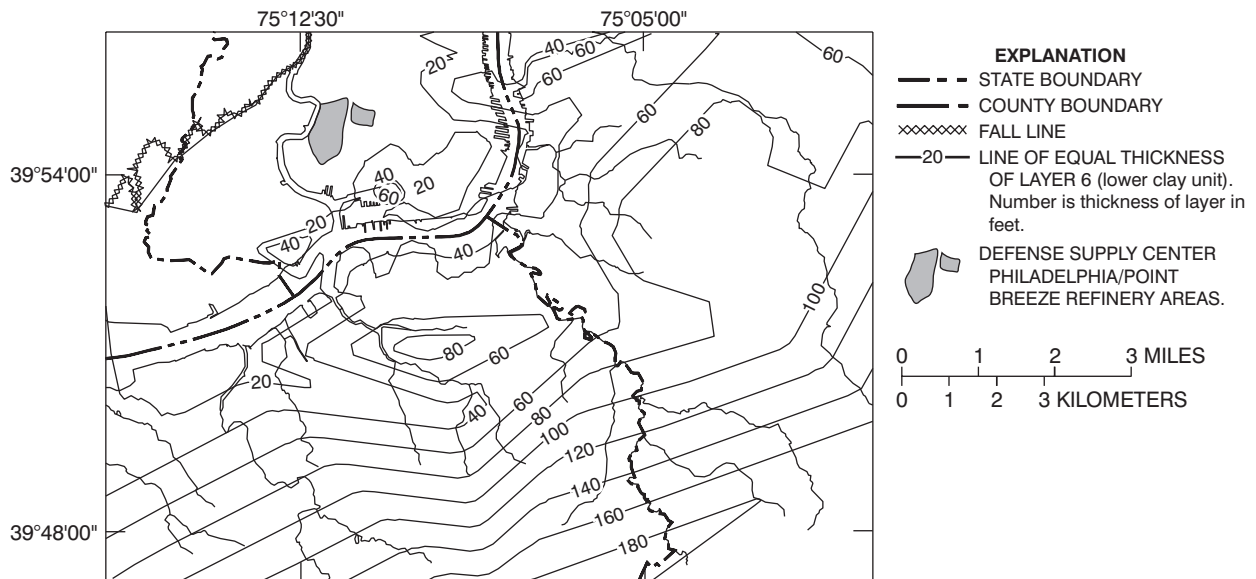 75°12'30"
75°05'00"
39°54'00"
39°48'00"
40
60
20
60
60
60
80
40
20
60
20
40
40
100
80
60
20
40
60
80
100
120
140
160
180
EXPLANATION
STATE BOUNDARY
COUNTY BOUNDARY
FALL LINE
20
LINE OF EQUAL THICKNESS
OF LAYER 6 (lower clay unit).
Number is thickness of layer in
feet.
DEFENSE SUPPLY CENTER
PHILADELPHIA/POINT
BREEZE REFINERY AREAS.
0 1 2 3 MILES
0 1 2 3 KILOMETERS